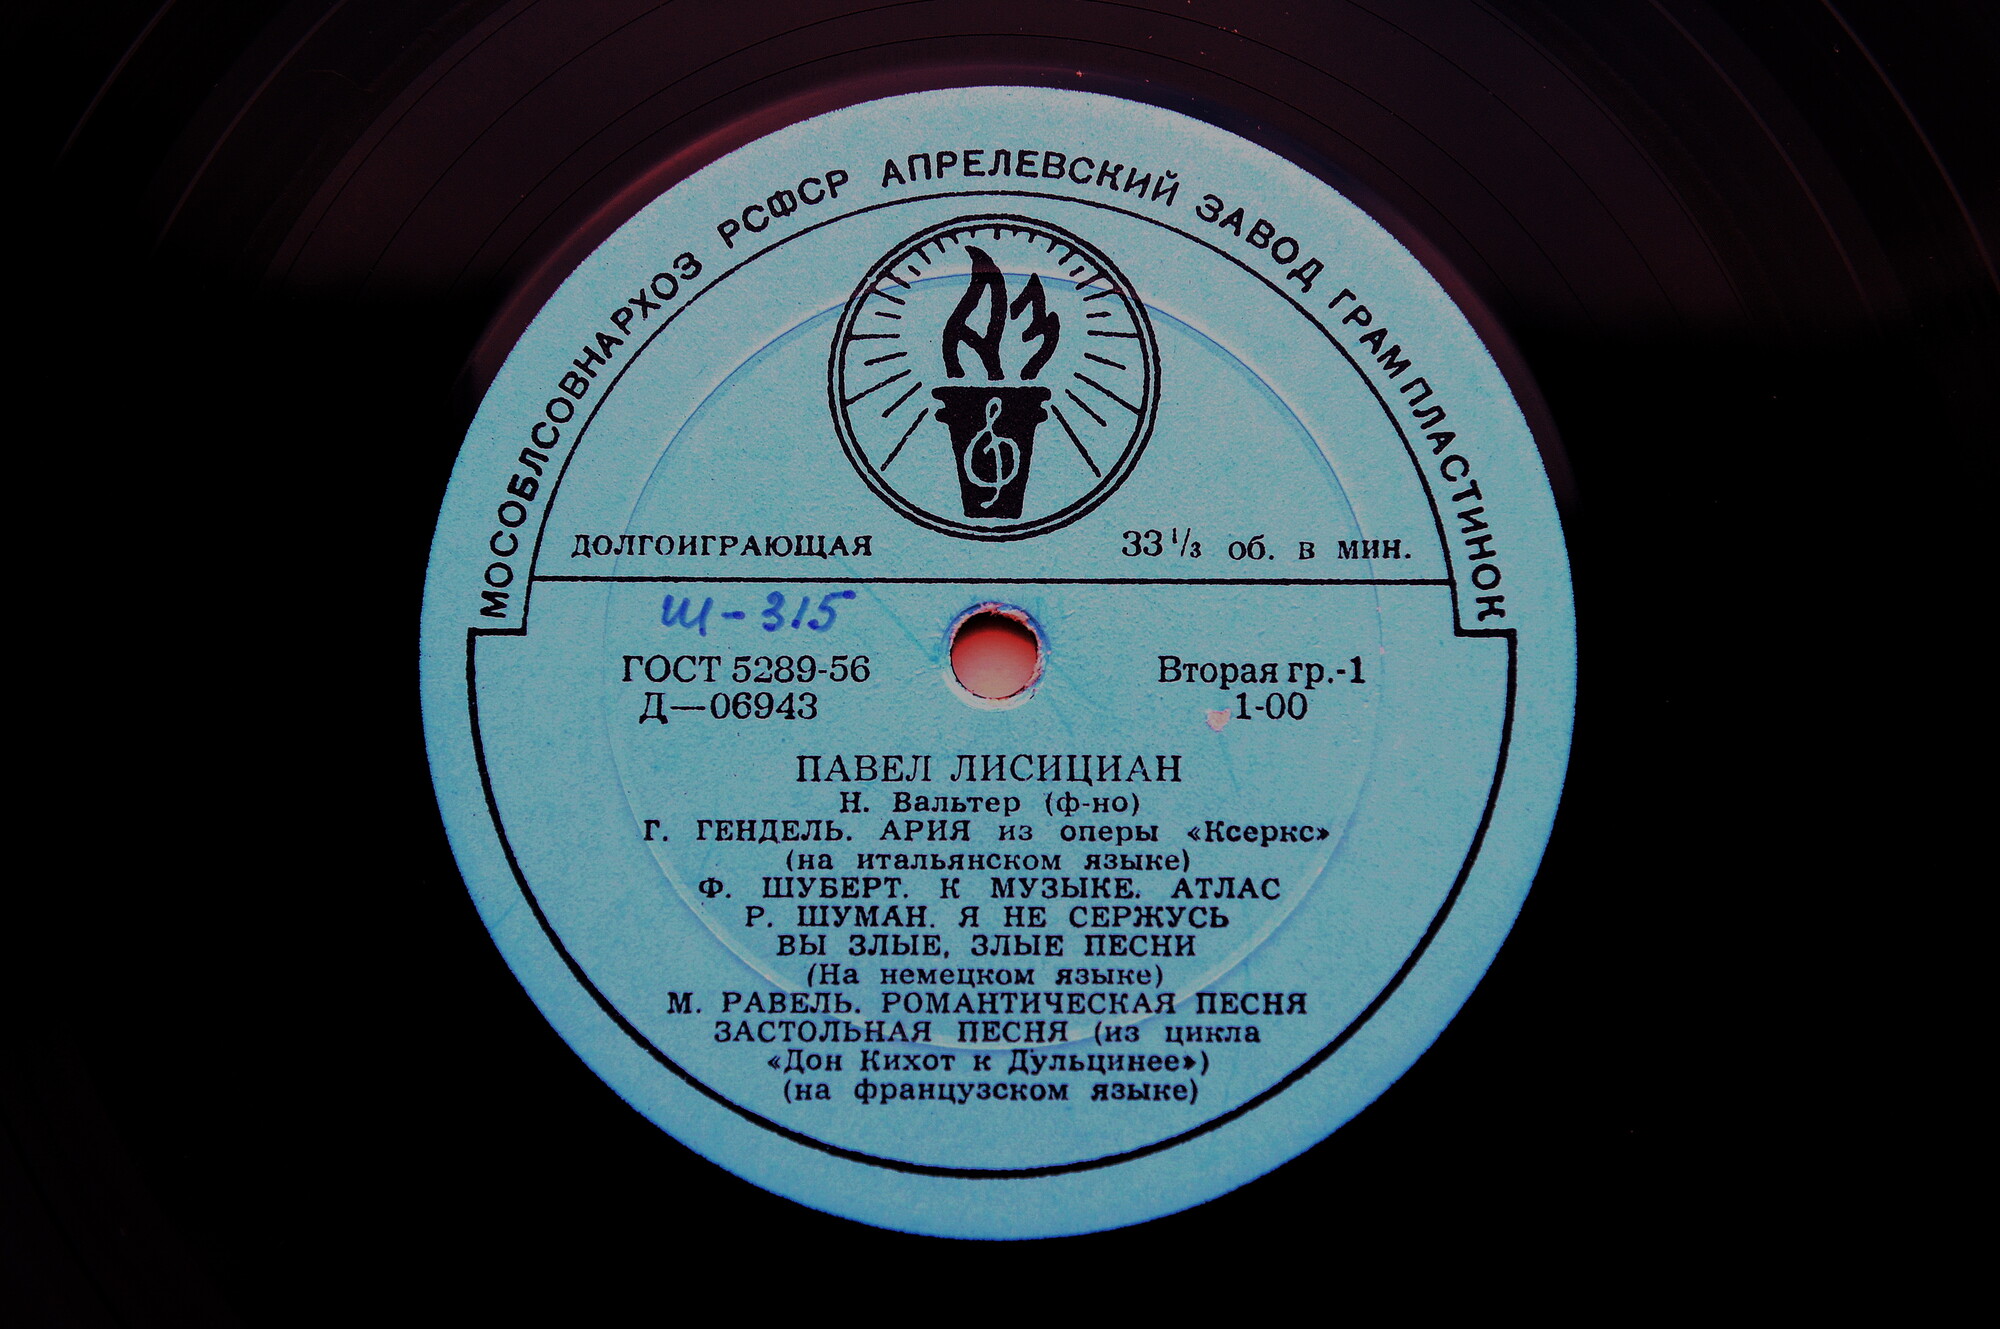 МОСОБЛСОВНАРХОЗ РСФСР АПРЕЛЕВСКИЙ ЗАВОД ГРАМПЛАСТИНОК
АЗ
ДОЛГОИГРАЮЩАЯ 33 1/3 об. в мин.
Ш-315
ГОСТ 5289-56 Вторая гр.-1
Д—06943 1-00
ПАВЕЛ ЛИСИЦИАН
Н. Вальтер (ф-но)
Г. ГЕНДЕЛЬ. АРИЯ из оперы «Ксеркс»
(на итальянском языке)
Ф. ШУБЕРТ. К МУЗЫКЕ. АТЛАС
Р. ШУМАН. Я НЕ СЕРЖУСЬ
ВЫ ЗЛЫЕ, ЗЛЫЕ ПЕСНИ
(На немецком языке)
М. РАВЕЛЬ. РОМАНТИЧЕСКАЯ ПЕСНЯ
ЗАСТОЛЬНАЯ ПЕСНЯ (из цикла
«Дон Кихот к Дульцинее»)
(на французском языке)